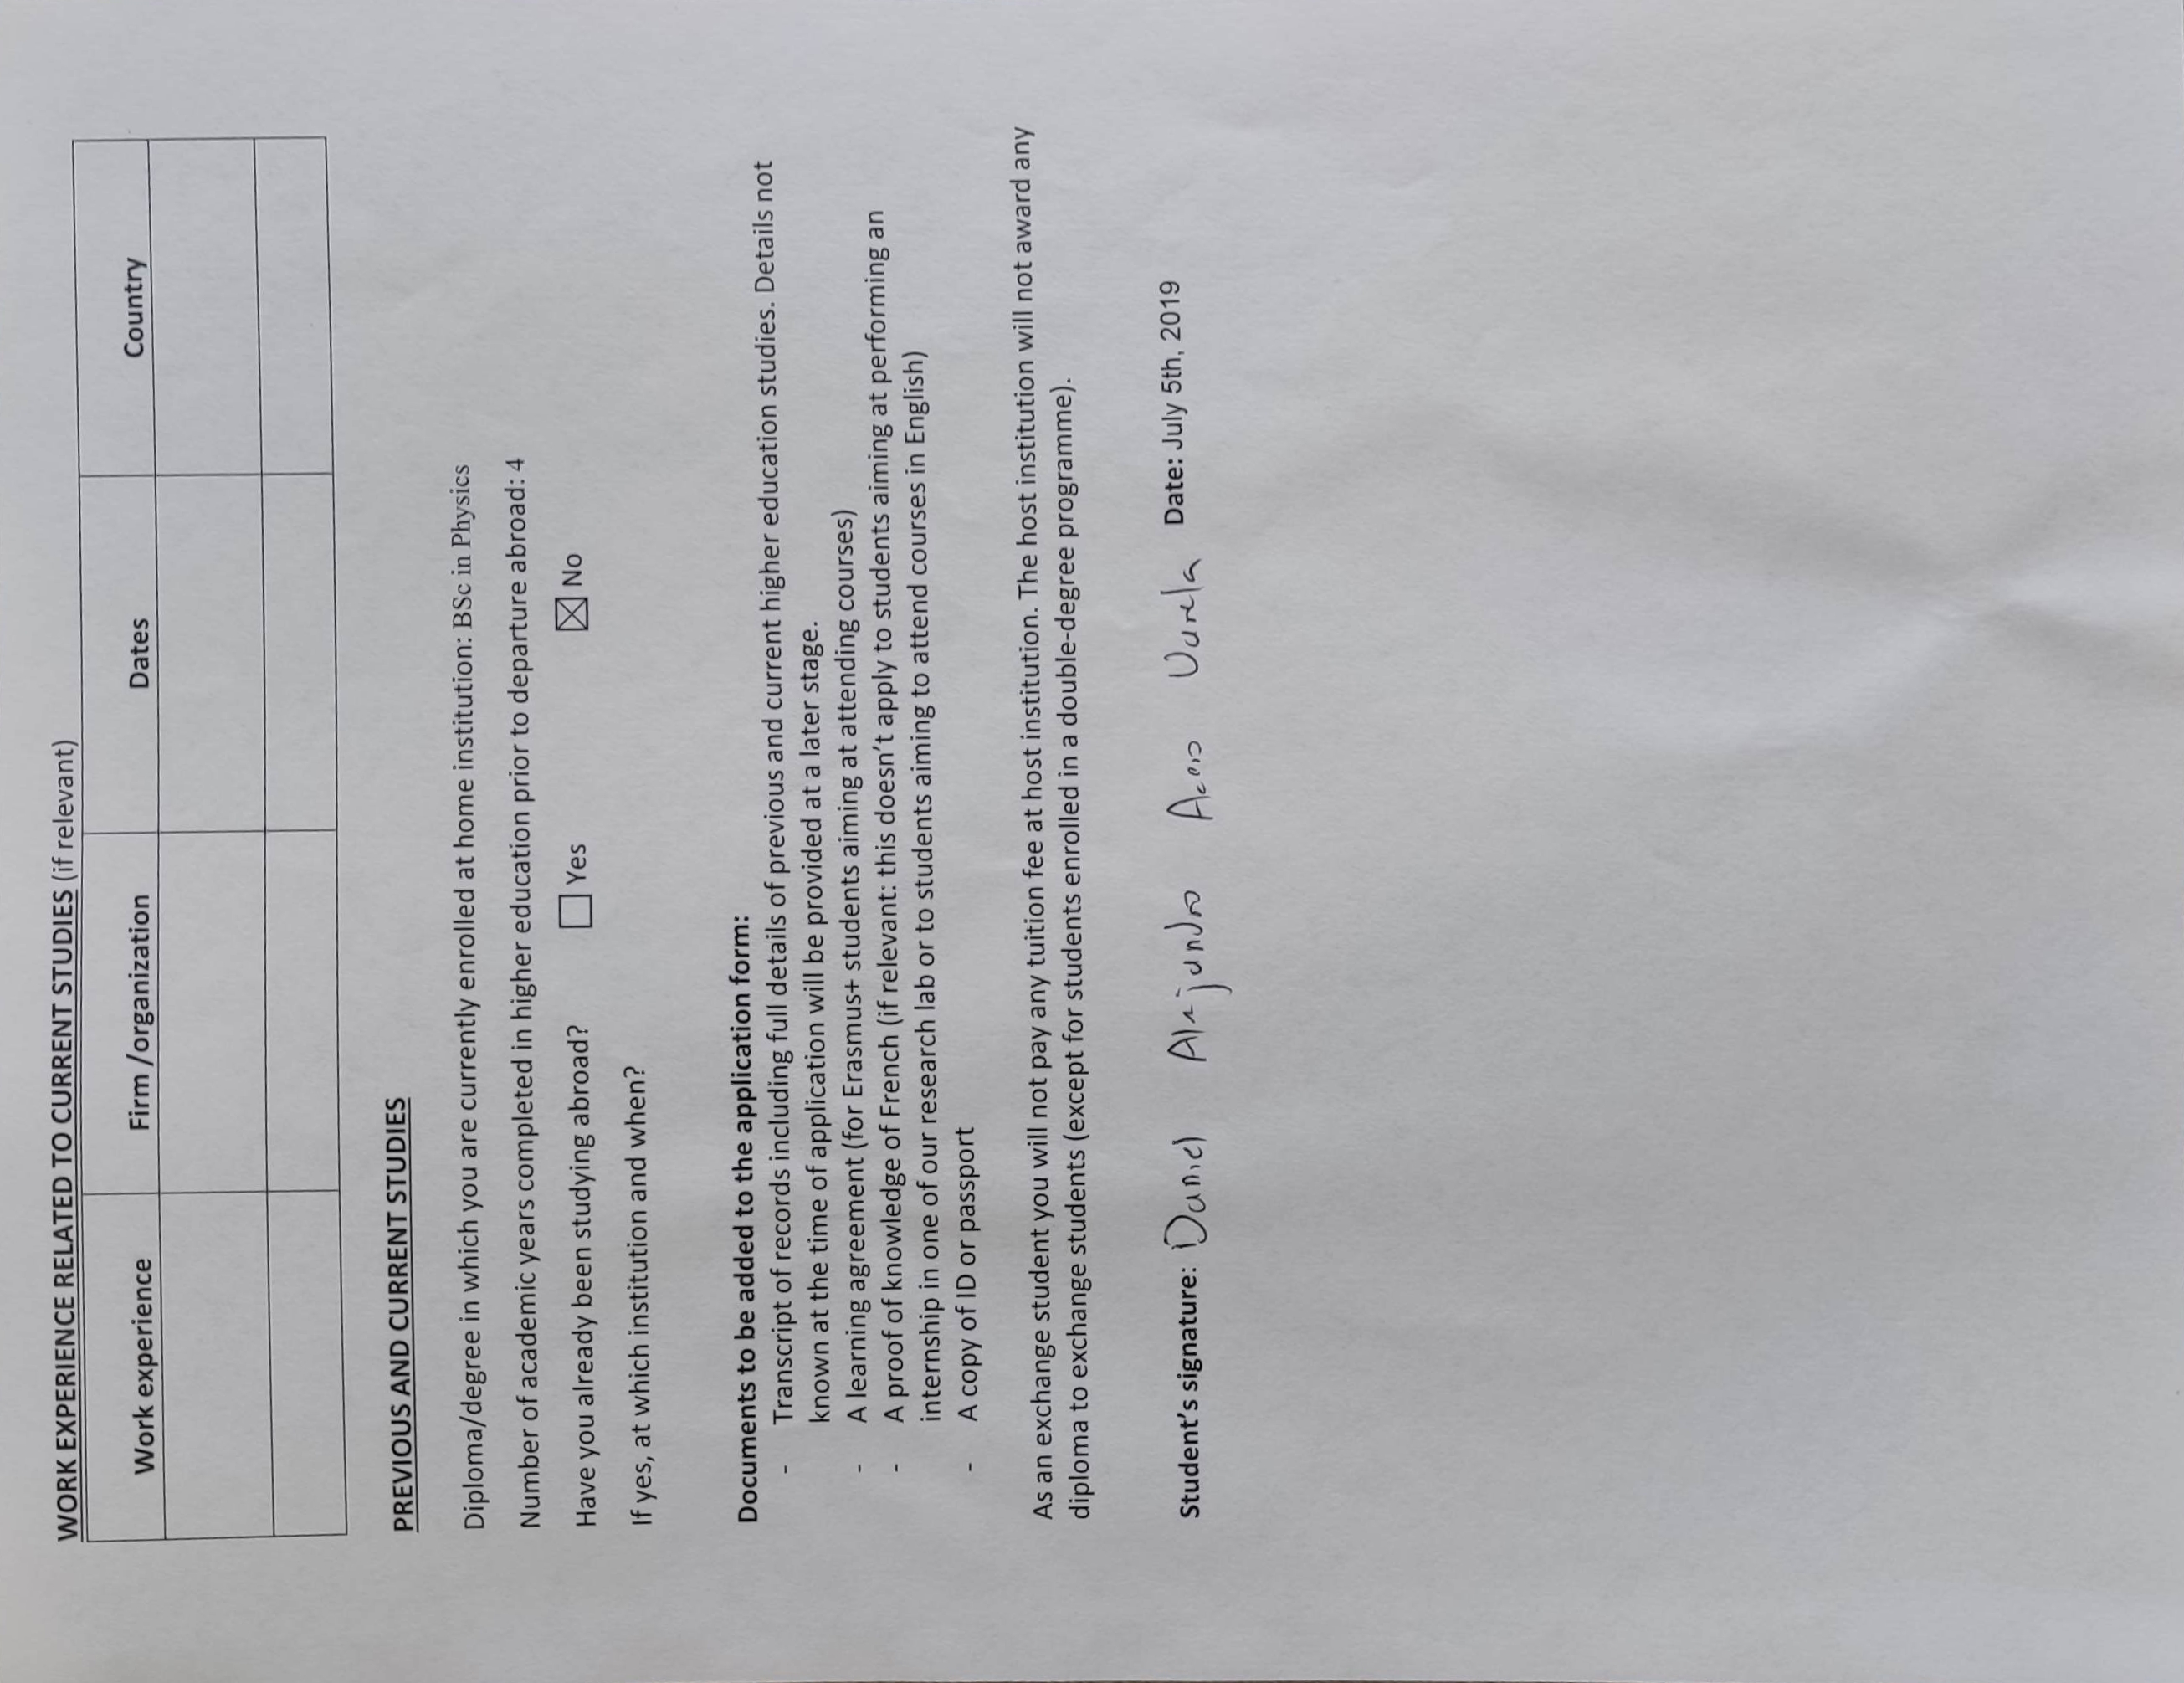 WORK EXPERIENCE RELATED TO CURRENT STUDIES (if relevant)
Work experience Firm /organization Dates Country
PREVIOUS AND CURRENT STUDIES
Diploma/degree in which you are currently enrolled at home institution: BSc in Physics
Number of academic years completed in higher education prior to departure abroad: 4
Have you already been studying abroad? Yes No
If yes, at which institution and when?
Documents to be added to the application form:
- Transcript of records including full details of previous and current higher education studies. Details not
known at the time of application will be provided at a later stage.
- A learning agreement (for Erasmus+ students aiming at attending courses)
- A proof of knowledge of French (if relevant: this doesn't apply to students aiming at performing an
internship in one of our research lab or to students aiming to attend courses in English)
- A copy of ID or passport
As an exchange student you will not pay any tuition fee at host institution. The host institution will not award any
diploma to exchange students (except for students enrolled in a double-degree programme).
Student's signature: Daniel Alejandro Varela Date: July 5th, 2019